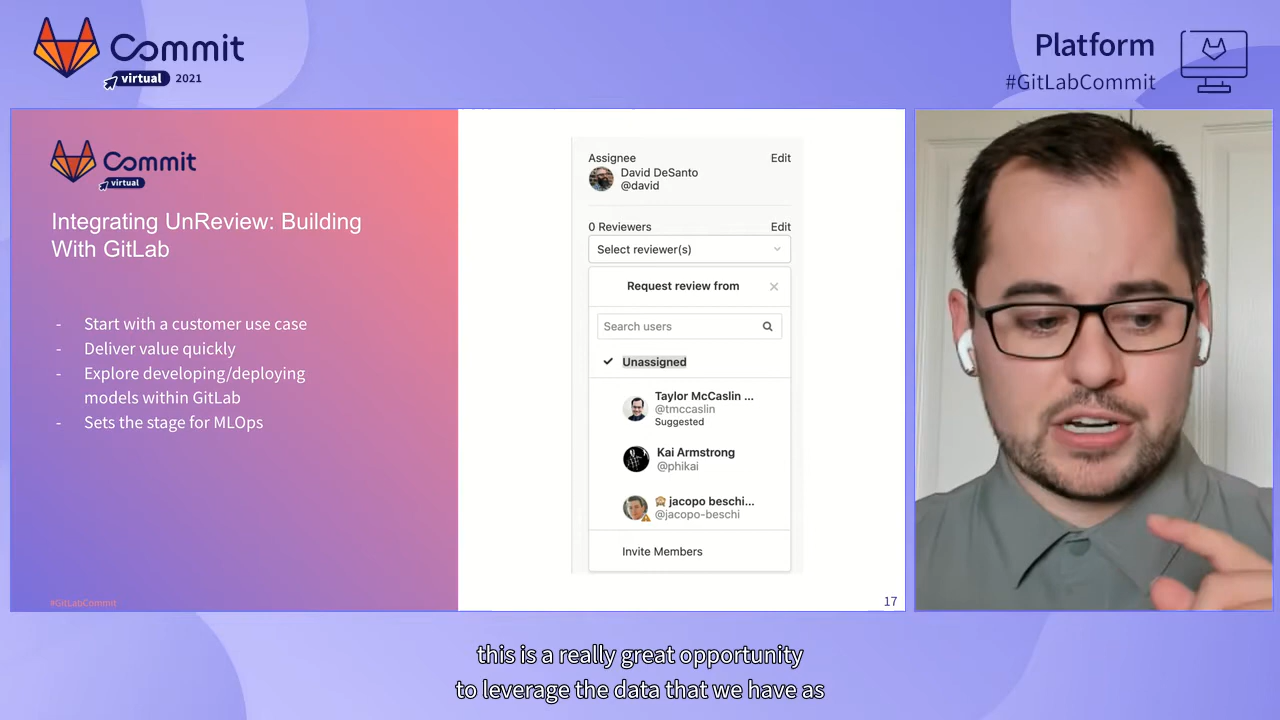 Commit
virtual 2021
Platform
#GitLabCommit
Commit
virtual
Integrating UnReview: Building
With GitLab
- Start with a customer use case
- Deliver value quickly
- Explore developing/deploying
models within GitLab
- Sets the stage for MLOps
#GitLabCommit
Assignee Edit
David DeSanto
@david
0 Reviewers Edit
Select reviewer(s)
Request review from
Search users
Unassigned
Taylor McCaslin ...
@tmccaslin
Suggested
Kai Armstrong
@phikai
🙈 jacopo beschi...
@jacopo-beschi
Invite Members
17
this is a really great opportunity
to leverage the data that we have as